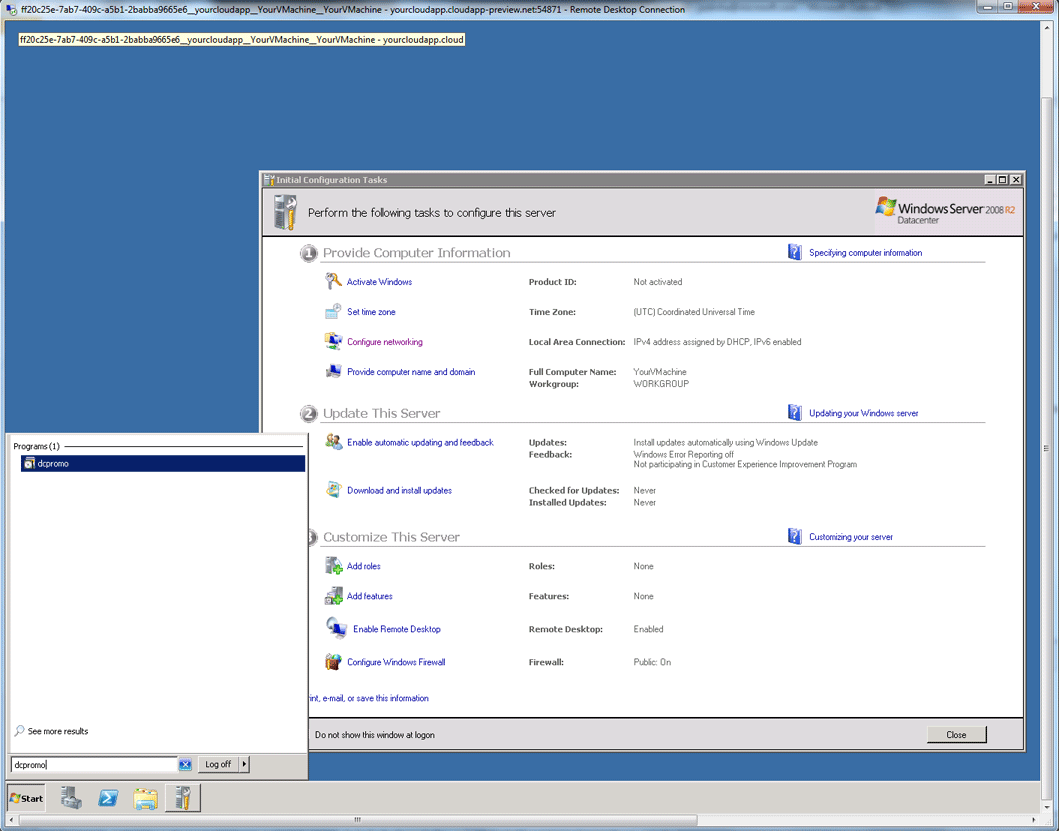 ff20c25e-7ab7-409c-a5b1-2babba9665e6__yourcloudapp__YourVMachine__YourVMachine - yourcloudapp.cloudapp-preview.net:54871 - Remote Desktop Connection
ff20c25e-7ab7-409c-a5b1-2babba9665e6__yourcloudapp__YourVMachine__YourVMachine - yourcloudapp.cloud
Initial Configuration Tasks
Perform the following tasks to configure this server
Windows Server 2008 R2
Datacenter
1 Provide Computer Information
Specifying computer information
Activate Windows Product ID: Not activated
Set time zone Time Zone: (UTC) Coordinated Universal Time
Configure networking Local Area Connection: IPv4 address assigned by DHCP, IPv6 enabled
Provide computer name and domain Full Computer Name: YourVMachine
Workgroup: WORKGROUP
2 Update This Server
Updating your Windows server
Enable automatic updating and feedback Updates: Install updates automatically using Windows Update
Feedback: Windows Error Reporting off
Not participating in Customer Experience Improvement Program
Download and install updates Checked for Updates: Never
Installed Updates: Never
Customize This Server
Customizing your server
Add roles Roles: None
Add features Features: None
Enable Remote Desktop Remote Desktop: Enabled
Configure Windows Firewall Firewall: Public: On
int, e-mail, or save this information
Do not show this window at logon
Close
Programs (1)
dcpromo
See more results
dcpromo
Log off
Start